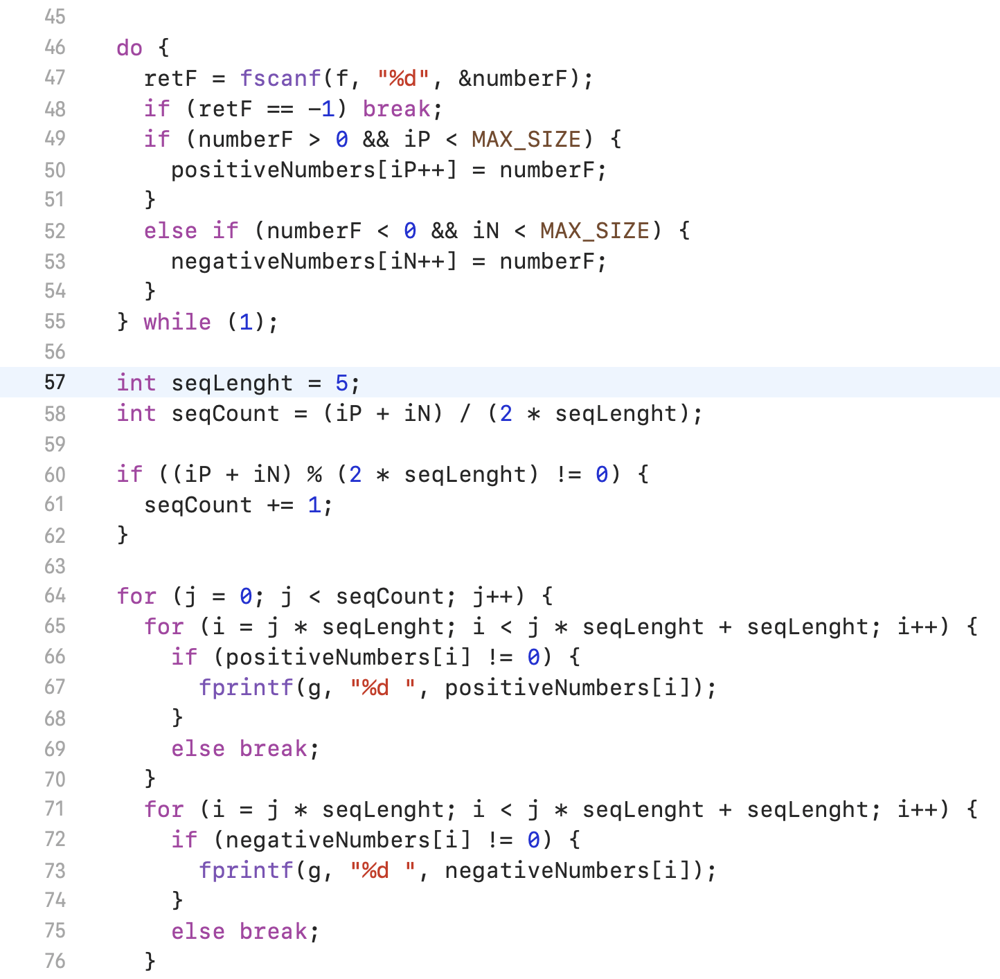 45
46 do {
47 retF = fscanf(f, "%d", &numberF);
48 if (retF == -1) break;
49 if (numberF > 0 && iP < MAX_SIZE) {
50 positiveNumbers[iP++] = numberF;
51 }
52 else if (numberF < 0 && iN < MAX_SIZE) {
53 negativeNumbers[iN++] = numberF;
54 }
55 } while (1);
56
57 int seqLenght = 5;
58 int seqCount = (iP + iN) / (2 * seqLenght);
59
60 if ((iP + iN) % (2 * seqLenght) != 0) {
61 seqCount += 1;
62 }
63
64 for (j = 0; j < seqCount; j++) {
65 for (i = j * seqLenght; i < j * seqLenght + seqLenght; i++) {
66 if (positiveNumbers[i] != 0) {
67 fprintf(g, "%d ", positiveNumbers[i]);
68 }
69 else break;
70 }
71 for (i = j * seqLenght; i < j * seqLenght + seqLenght; i++) {
72 if (negativeNumbers[i] != 0) {
73 fprintf(g, "%d ", negativeNumbers[i]);
74 }
75 else break;
76 }